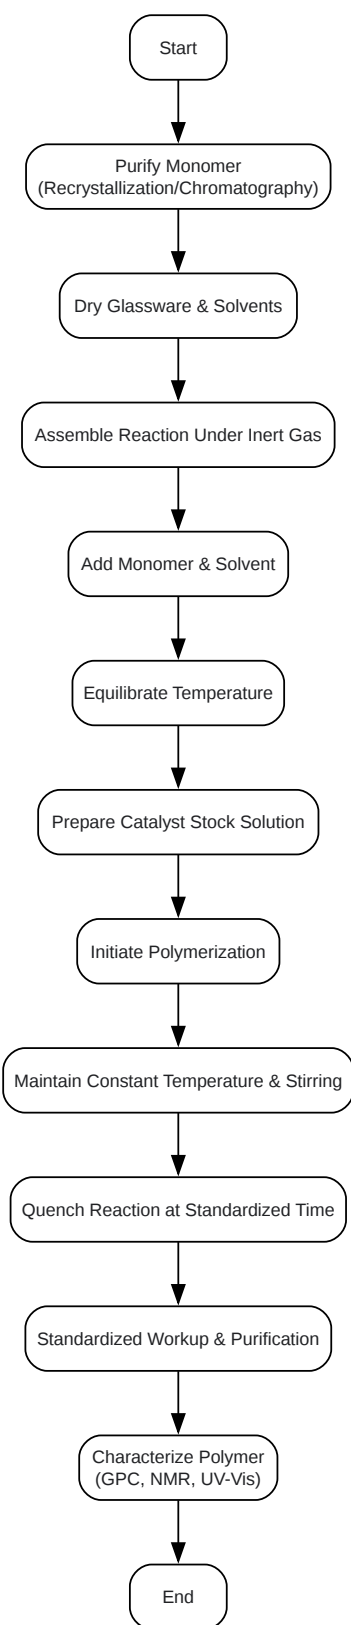 Start
Purify Monomer
(Recrystallization/Chromatography)
Dry Glassware & Solvents
Assemble Reaction Under Inert Gas
Add Monomer & Solvent
Equilibrate Temperature
Prepare Catalyst Stock Solution
Initiate Polymerization
Maintain Constant Temperature & Stirring
Quench Reaction at Standardized Time
Standardized Workup & Purification
Characterize Polymer
(GPC, NMR, UV-Vis)
End